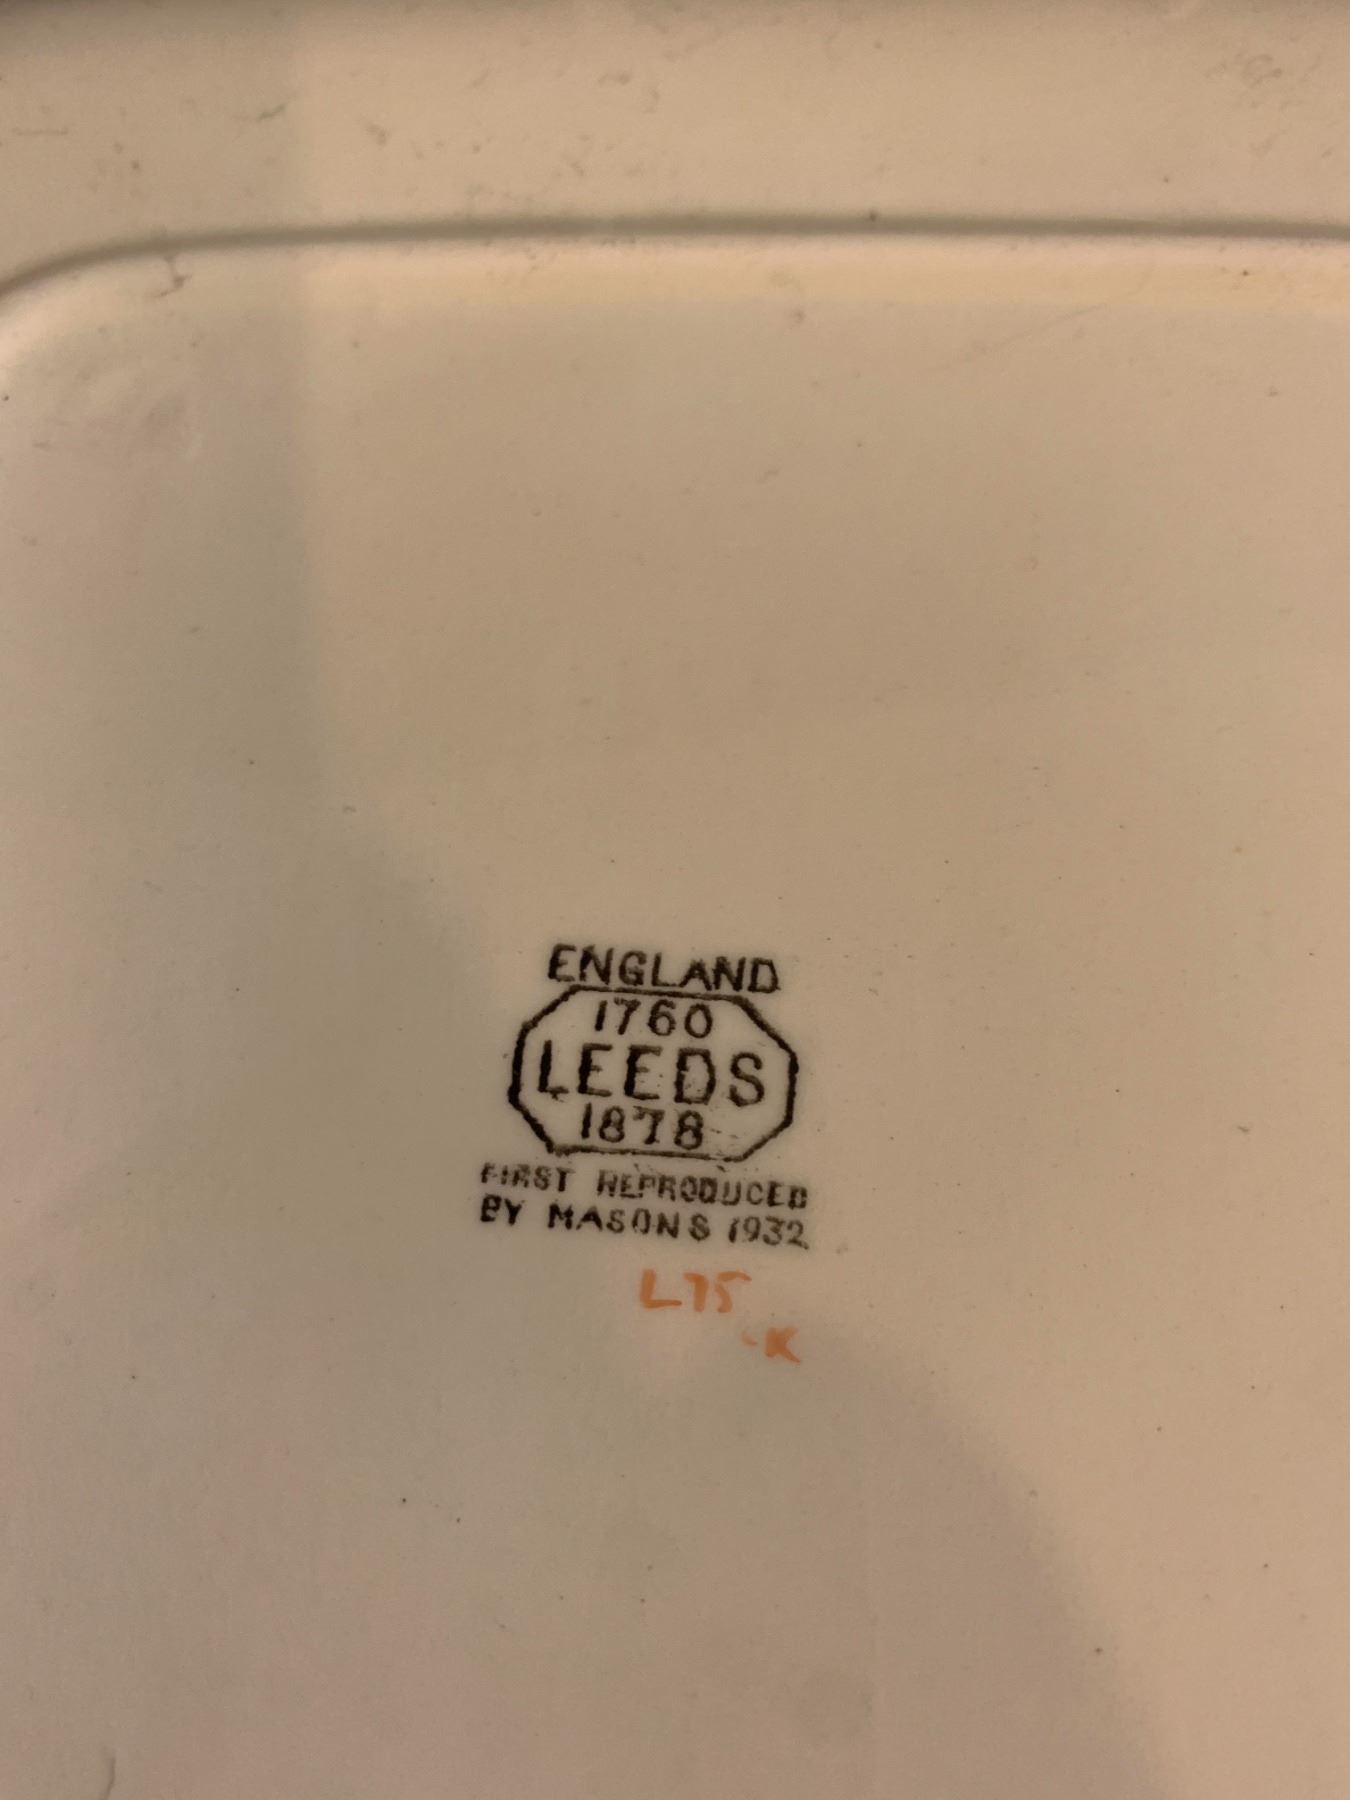 ENGLAND
1760
LEEDS
1878
FIRST REPRODUCED
BY MASONS 1932
L75
K